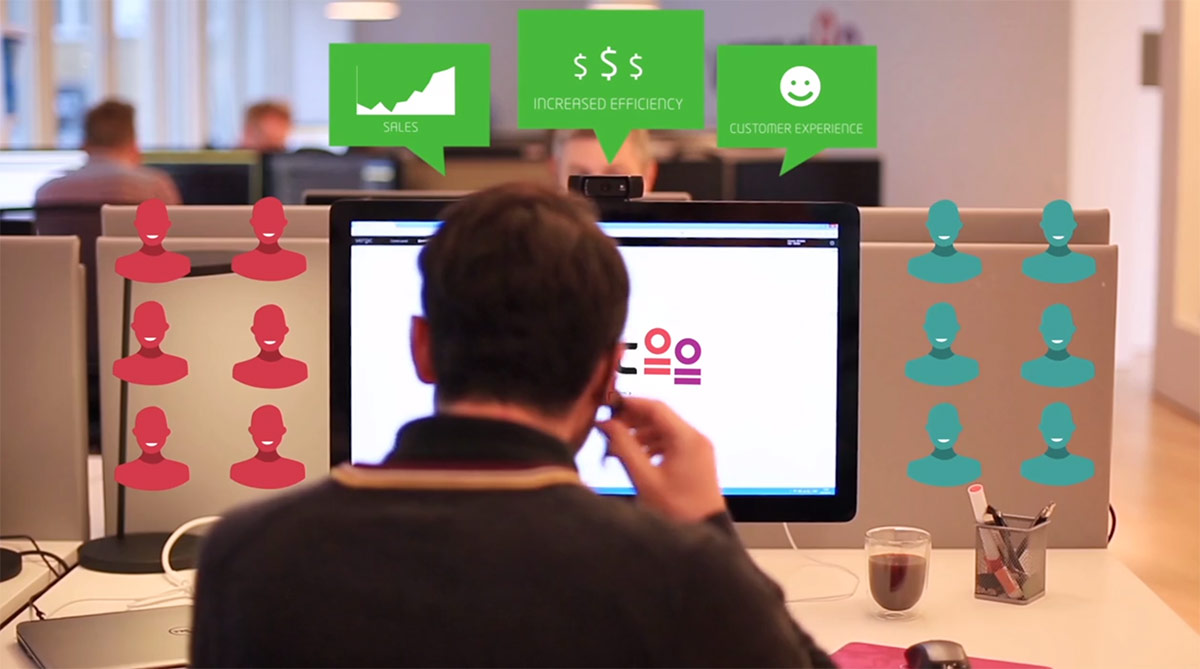 $ $ $
INCREASED EFFICIENCY
SALES
CUSTOMER EXPERIENCE